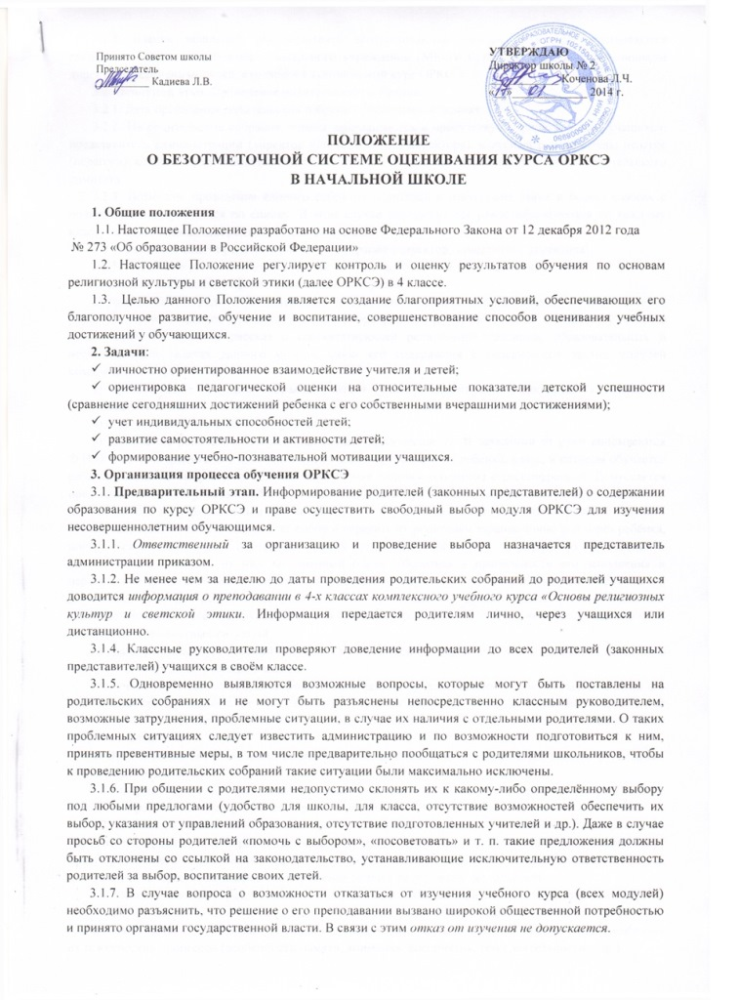 Принято Советом школы
Председатель
________ Кадиева Л.В.
УТВЕРЖДАЮ
Директор школы № 2
Коченова Л.Ч.
«17» 01 2014 г.
ПОЛОЖЕНИЕ
О БЕЗОТМЕТОЧНОЙ СИСТЕМЕ ОЦЕНИВАНИЯ КУРСА ОРКСЭ
В НАЧАЛЬНОЙ ШКОЛЕ
1. Общие положения
1.1. Настоящее Положение разработано на основе Федерального Закона от 12 декабря 2012 года
№ 273 «Об образовании в Российской Федерации»
1.2. Настоящее Положение регулирует контроль и оценку результатов обучения по основам
религиозной культуры и светской этики (далее ОРКСЭ) в 4 классе.
1.3. Целью данного Положения является создание благоприятных условий, обеспечивающих его
благополучное развитие, обучение и воспитание, совершенствование способов оценивания учебных
достижений у обучающихся.
2. Задачи:
✓ личностно ориентированное взаимодействие учителя и детей;
✓ ориентировка педагогической оценки на относительные показатели детской успешности
(сравнение сегодняшних достижений ребенка с его собственными вчерашними достижениями);
✓ учет индивидуальных способностей детей;
✓ развитие самостоятельности и активности детей;
✓ формирование учебно-познавательной мотивации учащихся.
3. Организация процесса обучения ОРКСЭ
3.1. Предварительный этап. Информирование родителей (законных представителей) о содержании
образования по курсу ОРКСЭ и праве осуществить свободный выбор модуля ОРКСЭ для изучения
несовершеннолетним обучающимся.
3.1.1. Ответственный за организацию и проведение выбора назначается представитель
администрации приказом.
3.1.2. Не менее чем за неделю до даты проведения родительских собраний до родителей учащихся
доводится информация о преподавании в 4-х классах комплексного учебного курса «Основы религиозных
культур и светской этики. Информация передается родителям лично, через учащихся или
дистанционно.
3.1.4. Классные руководители проверяют доведение информации до всех родителей (законных
представителей) учащихся в своём классе.
3.1.5. Одновременно выявляются возможные вопросы, которые могут быть поставлены на
родительских собраниях и не могут быть разъяснены непосредственно классным руководителем,
возможные затруднения, проблемные ситуации, в случае их наличия с отдельными родителями. О таких
проблемных ситуациях следует известить администрацию и по возможности подготовиться к ним,
принять превентивные меры, в том числе предварительно пообщаться с родителями школьников, чтобы
к проведению родительских собраний такие ситуации были максимально исключены.
3.1.6. При общении с родителями недопустимо склонять их к какому-либо определённому выбору
под любыми предлогами (удобство для школы, для класса, отсутствие возможностей обеспечить их
выбор, указания от управлений образования, отсутствие подготовленных учителей и др.). Даже в случае
просьб со стороны родителей «помочь с выбором», «посоветовать» и т. п. такие предложения должны
быть отклонены со ссылкой на законодательство, устанавливающие исключительную ответственность
родителей за выбор, воспитание своих детей.
3.1.7. В случае вопроса о возможности отказаться от изучения учебного курса (всех модулей)
необходимо разъяснить, что решение о его преподавании вызвано широкой общественной потребностью
и принято органами государственной власти. В связи с этим отказ от изучения не допускается.